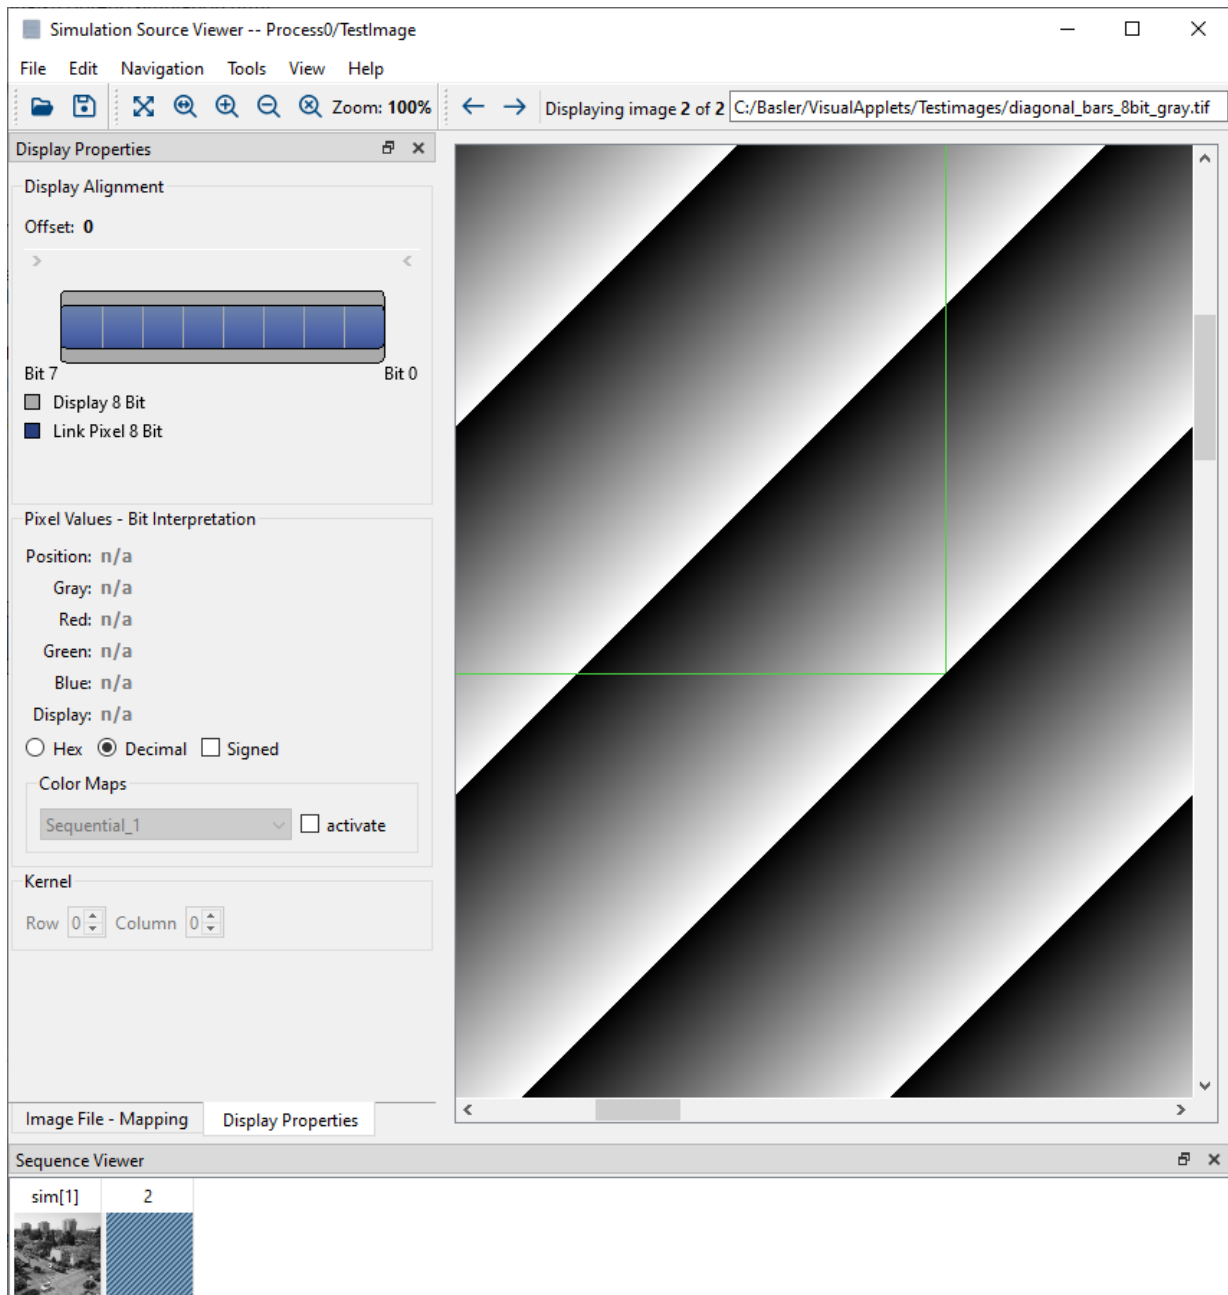 Simulation Source Viewer -- Process0/TestImage
File Edit Navigation Tools View Help
Zoom: 100% Displaying image 2 of 2 C:/Basler/VisualApplets/Testimages/diagonal_bars_8bit_gray.tif
Display Properties
Display Alignment
Offset: 0
Bit 7 Bit 0
Display 8 Bit
Link Pixel 8 Bit
Pixel Values - Bit Interpretation
Position: n/a
Gray: n/a
Red: n/a
Green: n/a
Blue: n/a
Display: n/a
Hex Decimal Signed
Color Maps
Sequential_1 activate
Kernel
Row 0 Column 0
Image File - Mapping Display Properties
Sequence Viewer
sim[1] 2